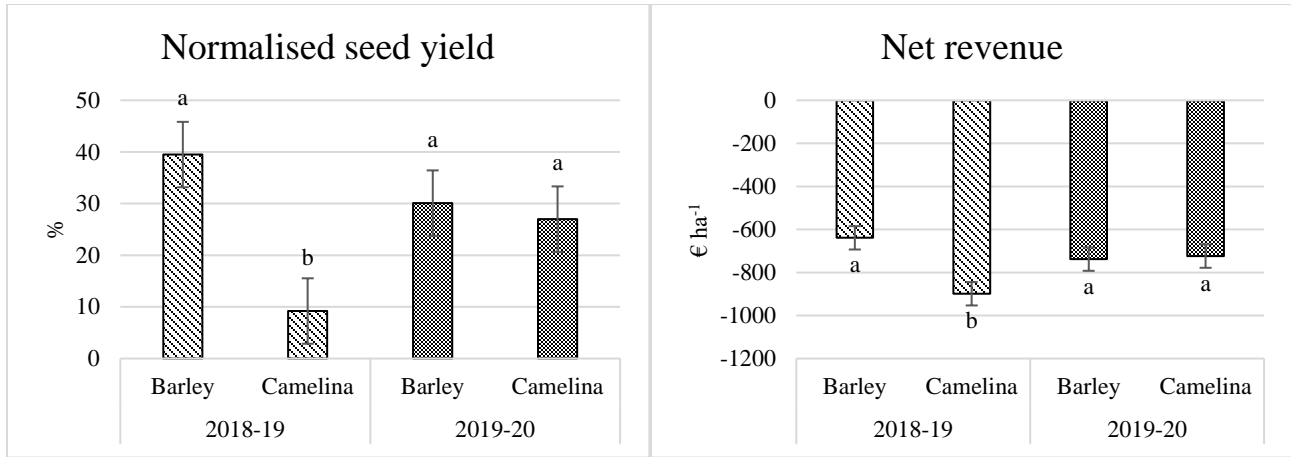 Normalised seed yield
50
40
30
20
10
0
%
a
b
a
a
Barley Camelina Barley Camelina
2018-19 2019-20
Net revenue
0
-200
-400
-600
-800
-1000
-1200
€ ha⁻¹
a
b
a
a
Barley Camelina Barley Camelina
2018-19 2019-20